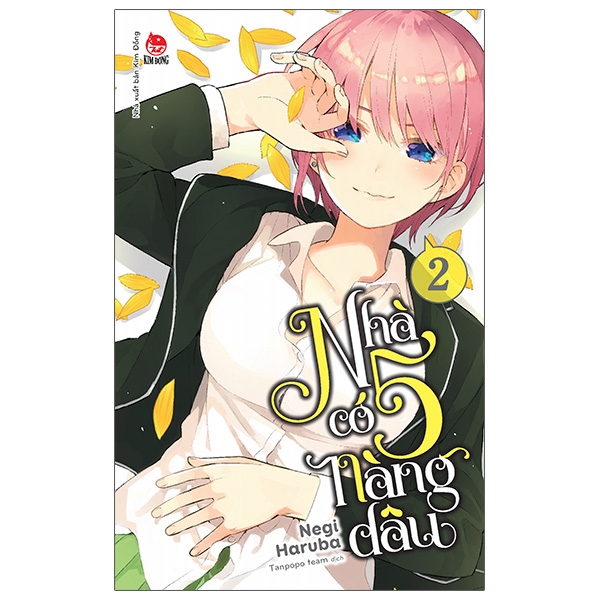 KIM ĐỒNG
Nhà xuất bản Kim Đồng
2
Nhà
có 5
nàng
dâu
Negi
Haruba
Tanpopo team dịch